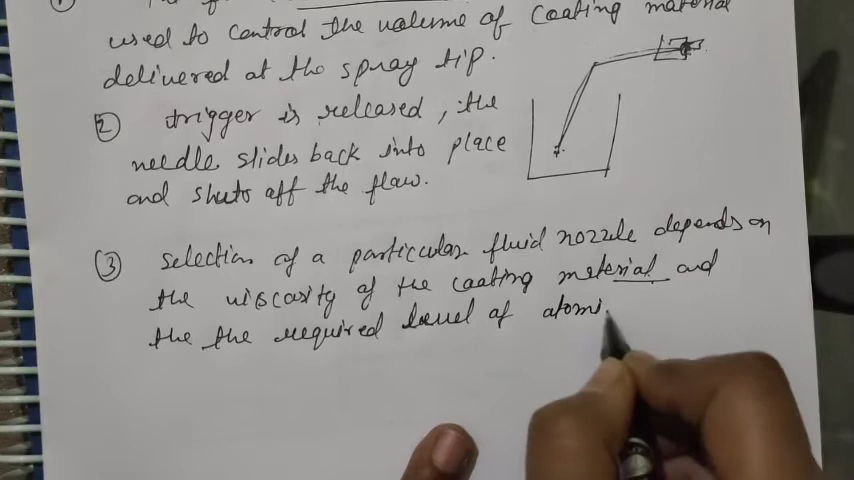 ①
used to control the volume of coating material
delivered at the spray tip.
② trigger is released, the
needle slides back into place
and shuts off the flow.
③ selection of a particular fluid nozzle depends on
the viscosity of the coating material and
the the required level of atomi